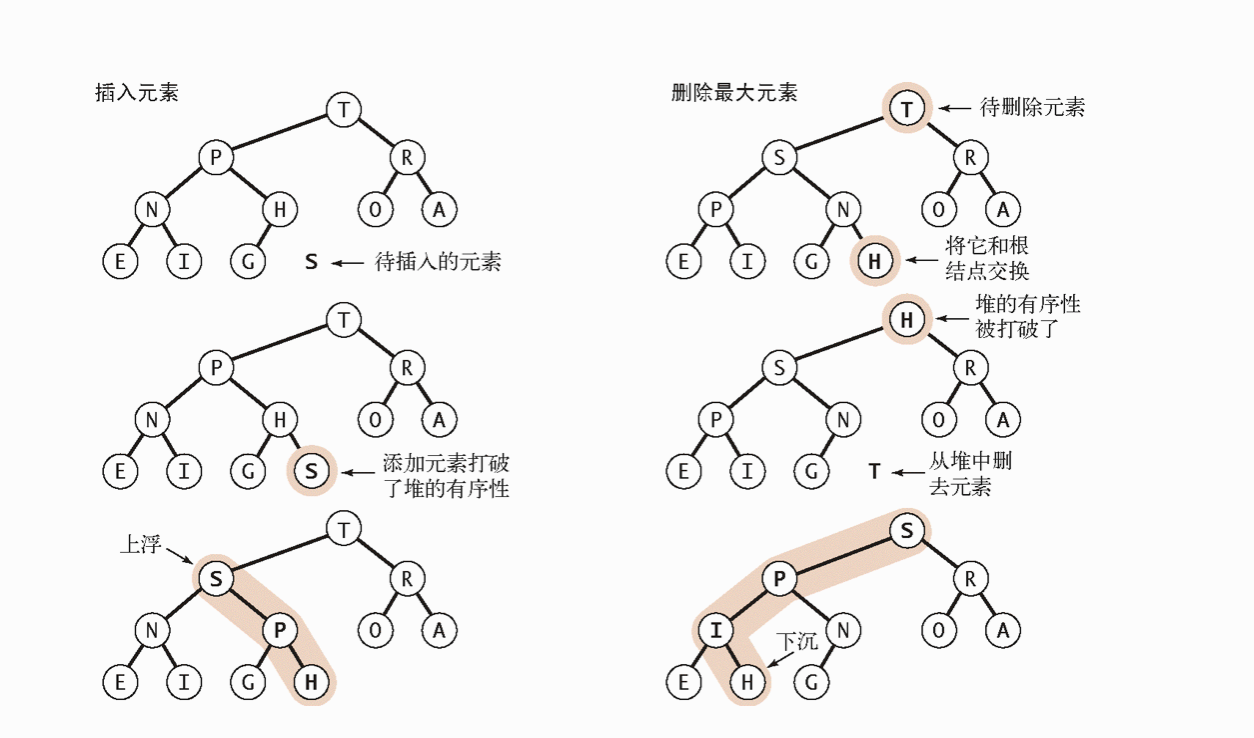 插入元素
T
P R
N H O A
E I G S 待插入的元素
T
P R
N H O A
E I G S 添加元素打破
了堆的有序性
上浮
T
S R
N P O A
E I G H
删除最大元素
T 待删除元素
S R
P N O A
E I G H 将它和根
结点交换
H 堆的有序性
被打破了
S R
P N O A
E I G T 从堆中删
去元素
S
P R
I N O A
下沉
E H G